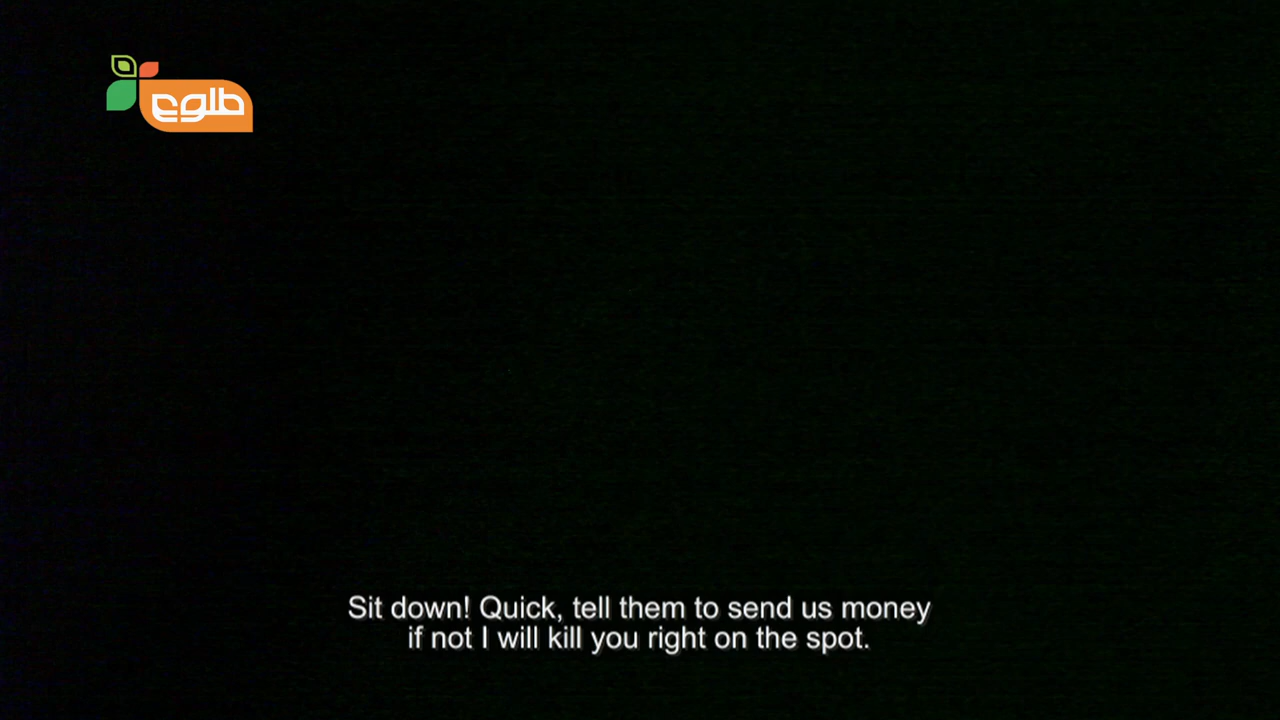 طلوع
Sit down! Quick, tell them to send us money
if not I will kill you right on the spot.